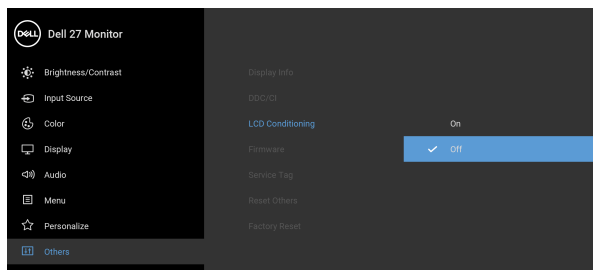 DELL
Dell 27 Monitor
Brightness/Contrast
Input Source
Color
Display
Audio
Menu
Personalize
Others
Display Info
DDC/CI
LCD Conditioning
Firmware
Service Tag
Reset Others
Factory Reset
On
Off